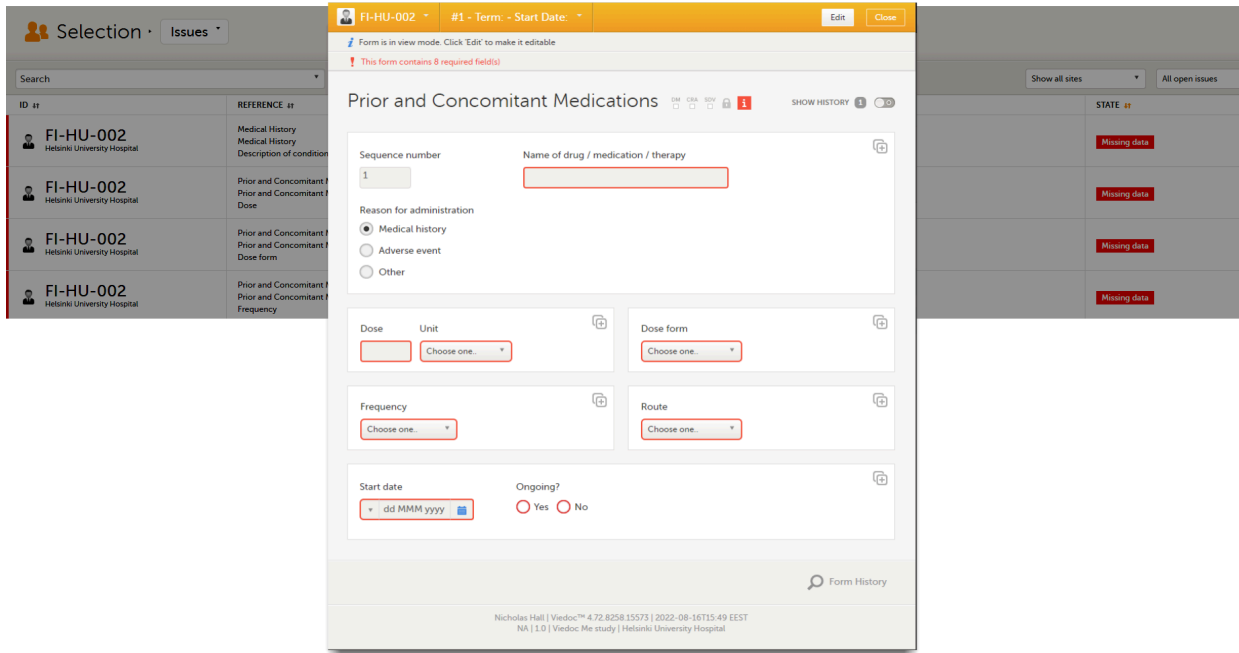 FI-HU-002
#1 - Term: - Start Date:
Edit
Close
Selection
Issues
i Form is in view mode. Click 'Edit' to make it editable
! This form contains 8 required field(s)
Search
Show all sites
All open issues
ID
REFERENCE
STATE
Prior and Concomitant Medications
DM CRA SDV
i
SHOW HISTORY 1
FI-HU-002
Helsinki University Hospital
Medical History
Medical History
Description of condition
Missing data
FI-HU-002
Helsinki University Hospital
Prior and Concomitant
Prior and Concomitant
Dose
Missing data
FI-HU-002
Helsinki University Hospital
Prior and Concomitant
Prior and Concomitant
Dose form
Missing data
FI-HU-002
Helsinki University Hospital
Prior and Concomitant
Prior and Concomitant
Frequency
Missing data
Sequence number
Name of drug / medication / therapy
1
Reason for administration
Medical history
Adverse event
Other
Dose
Unit
Choose one..
Dose form
Choose one..
Frequency
Choose one..
Route
Choose one..
Start date
Ongoing?
dd MMM yyyy
Yes
No
Form History
Nicholas Hall | Viedoc™ 4.72.8258.15573 | 2022-08-16T15:49 EEST
NA | 1.0 | Viedoc Me study | Helsinki University Hospital